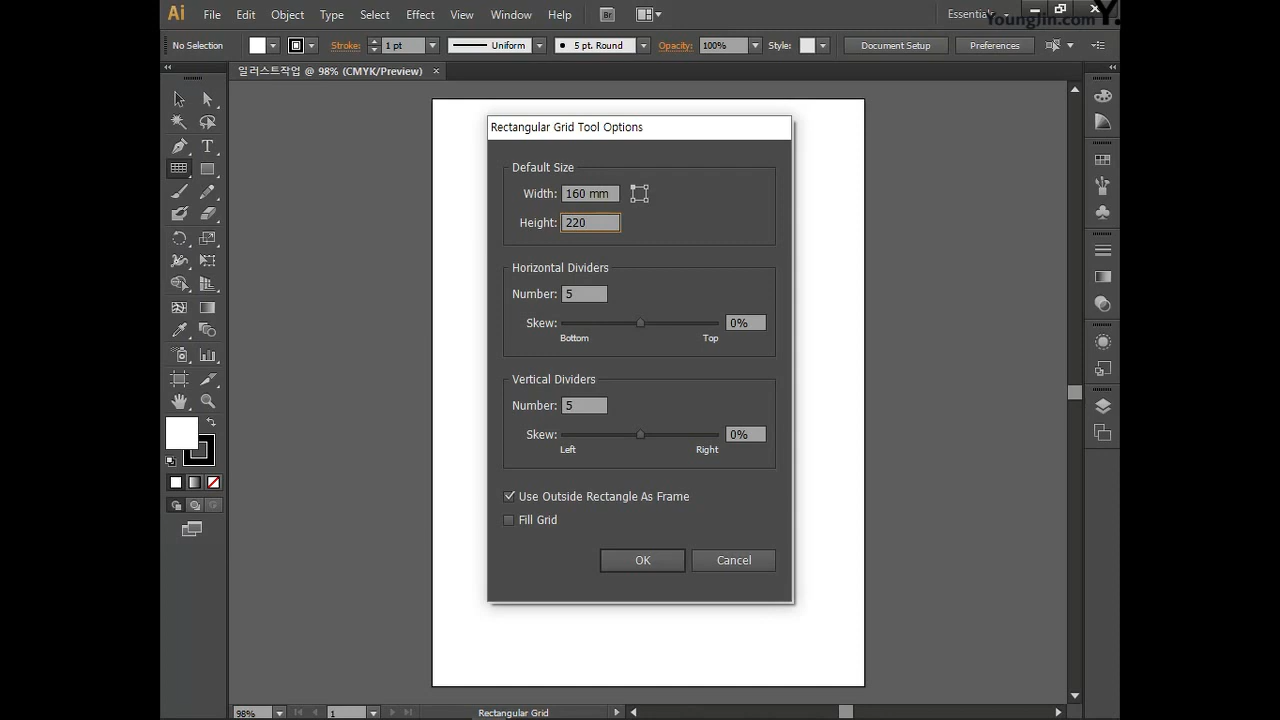 Ai File Edit Object Type Select Effect View Window Help Br
YoungJin.com Y.
No Selection Stroke: 1 pt Uniform 5 pt. Round Opacity: 100% Style: Document Setup Preferences
일러스트작업 @ 98% (CMYK/Preview) ×
Rectangular Grid Tool Options
Default Size
Width: 160 mm
Height: 220
Horizontal Dividers
Number: 5
Skew: 0%
Bottom Top
Vertical Dividers
Number: 5
Skew: 0%
Left Right
Use Outside Rectangle As Frame
Fill Grid
OK Cancel
T
98% 1 Rectangular Grid